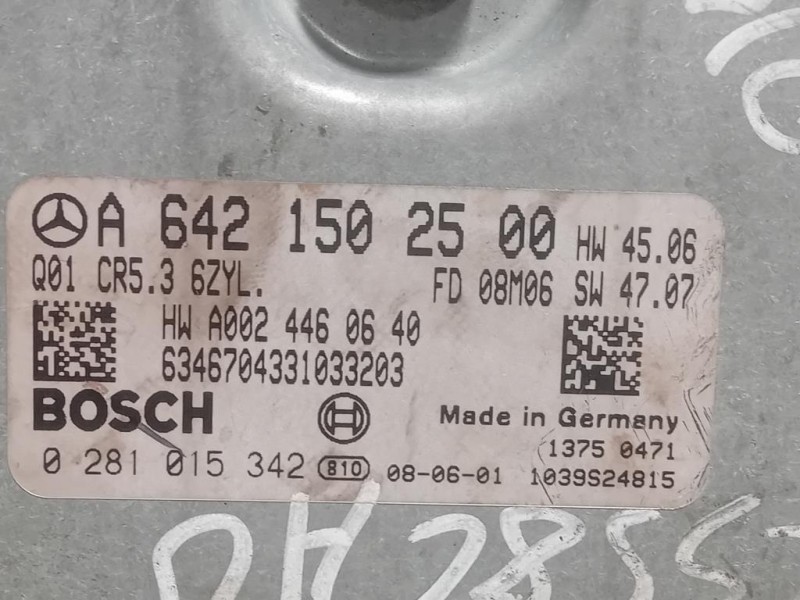 A 642 150 25 00 HW 45.06
Q01 CR5.3 6ZYL. FD 08M06 SW 47.07
HW A002 446 06 40
6346704331033203
BOSCH Made in Germany
1375 0471
0 281 015 342 810 08-06-01 1039S24815